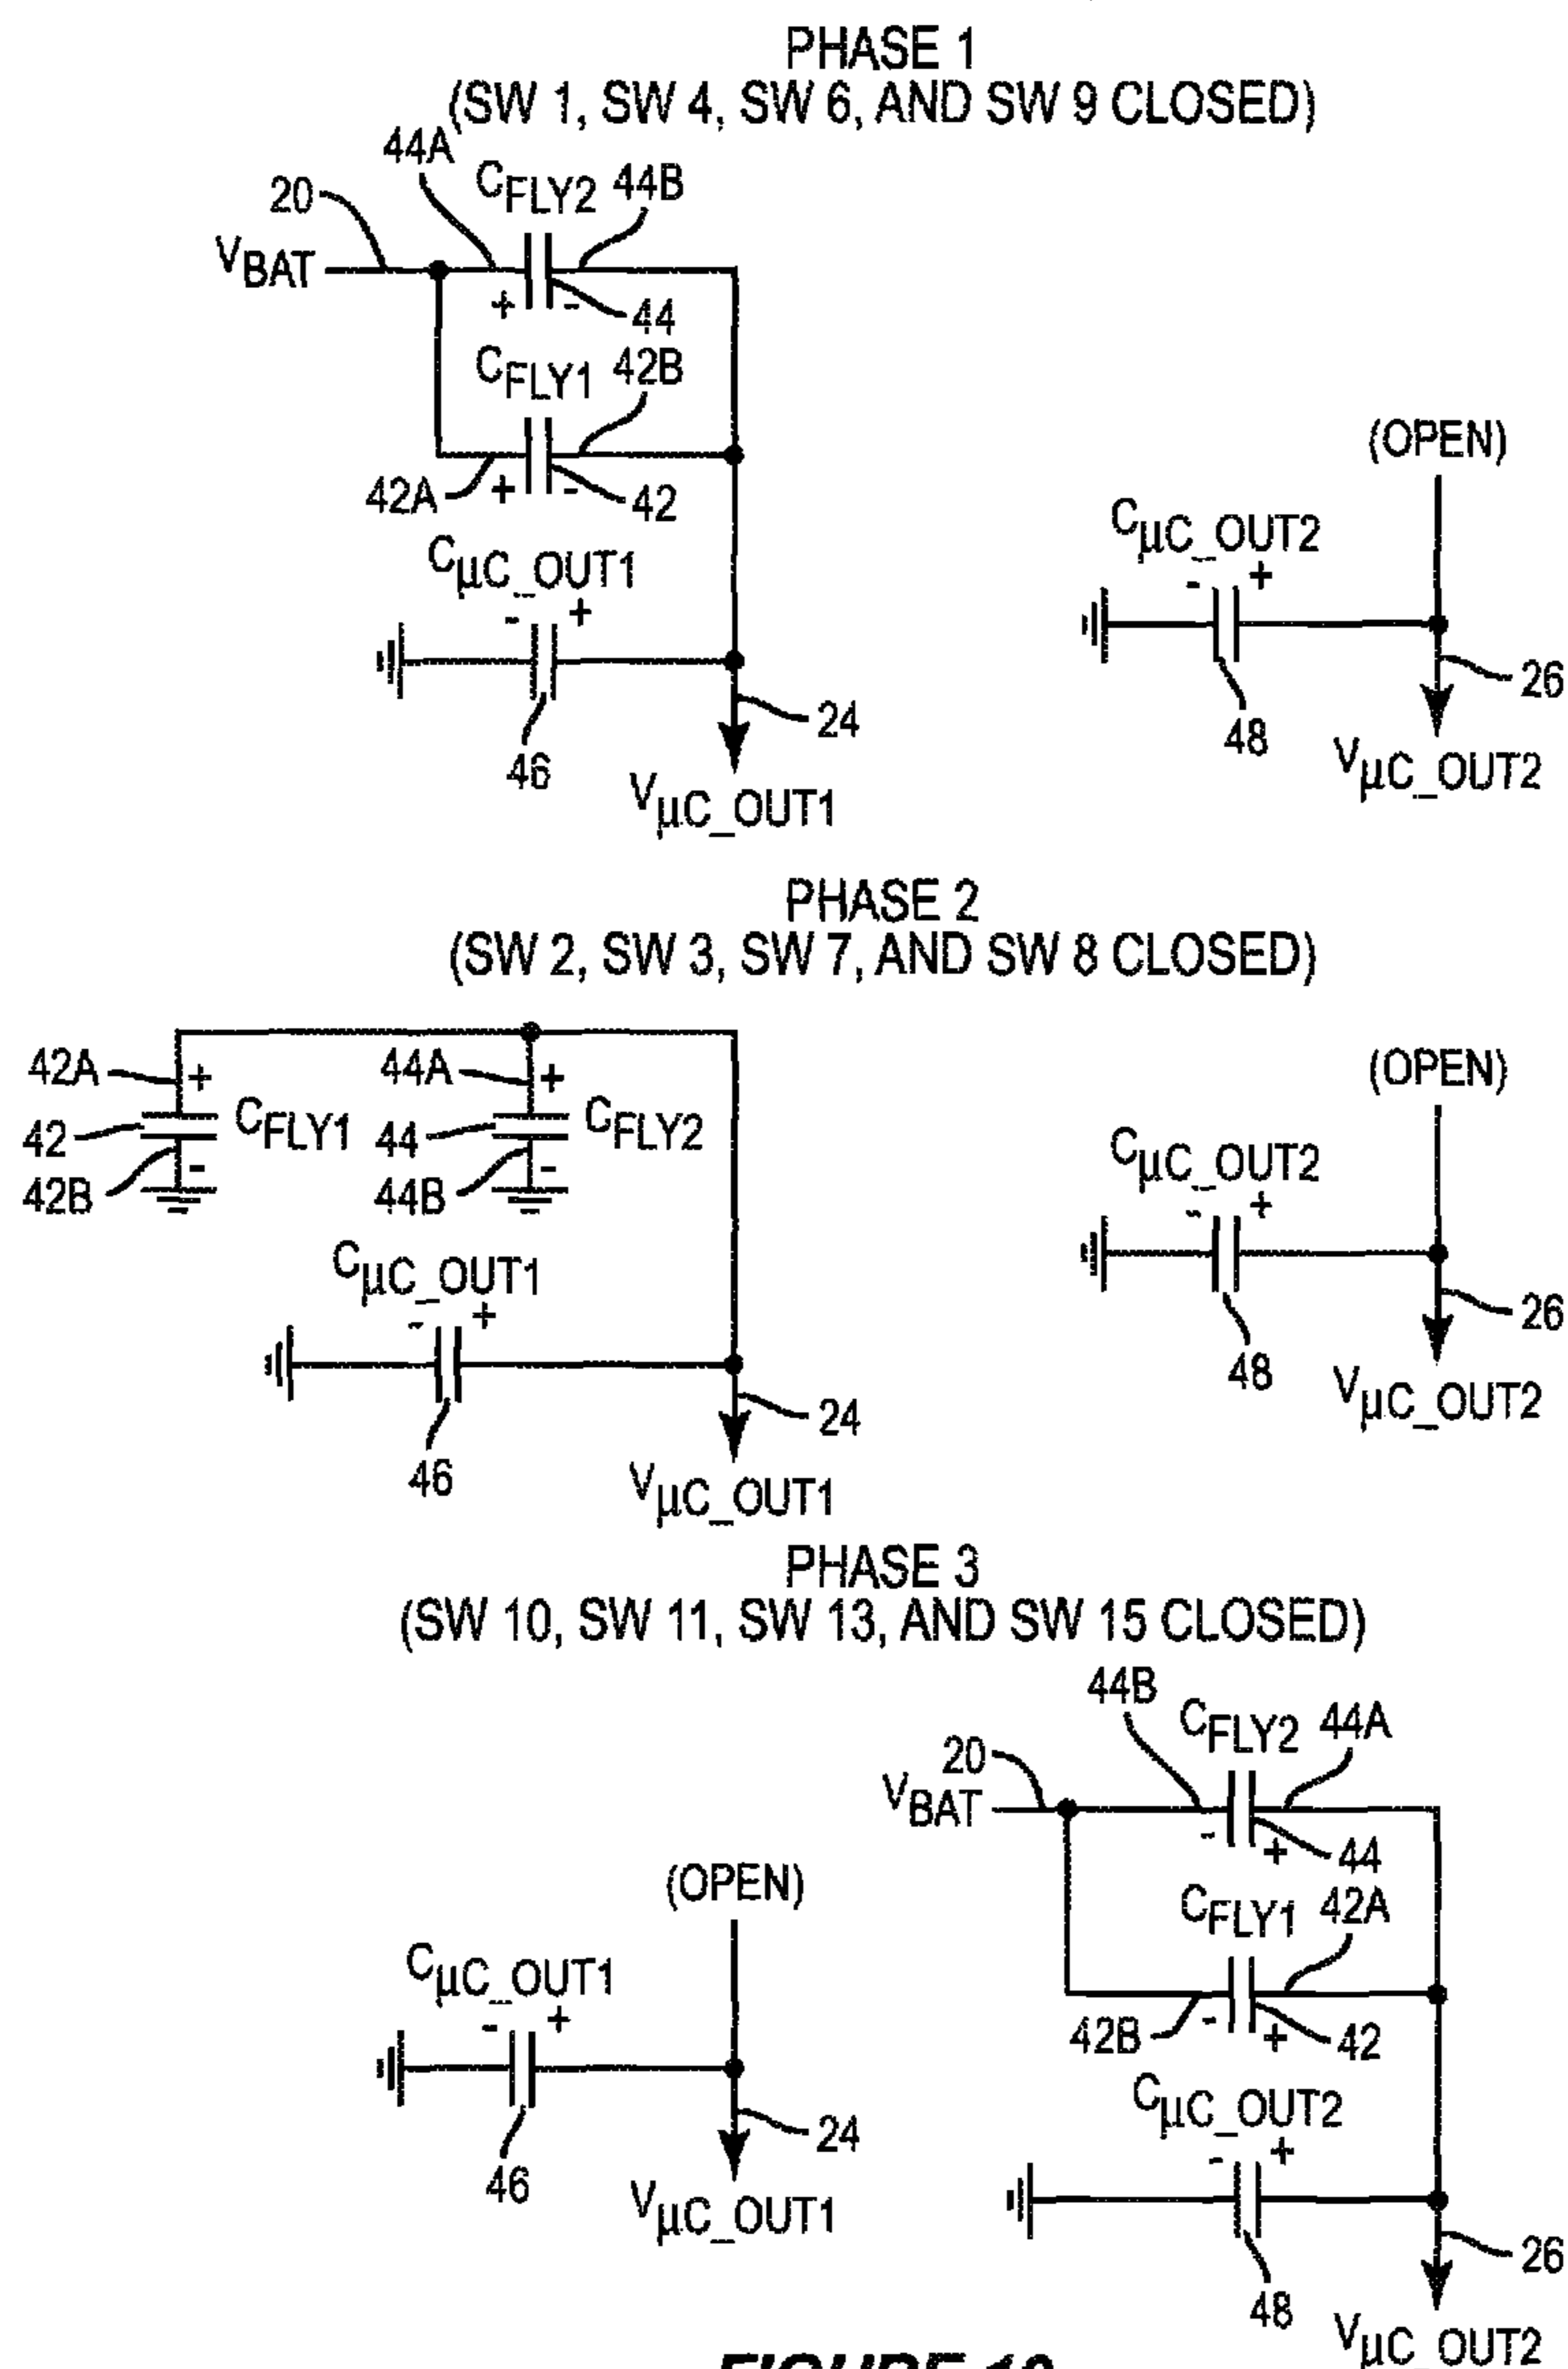 PHASE 1
(SW 1, SW 4, SW 6, AND SW 9 CLOSED)
44A
CFLY2
44B
20
VBAT
+
-
44
CFLY1
42B
42A
+
-
42
CμC_OUT1
-
+
46
24
VμC_OUT1
(OPEN)
CμC_OUT2
-
+
26
48
VμC_OUT2
PHASE 2
(SW 2, SW 3, SW 7, AND SW 8 CLOSED)
42A
+
42
CFLY1
42B
-
44A
+
44
CFLY2
44B
-
CμC_OUT1
-
+
46
24
VμC_OUT1
(OPEN)
CμC_OUT2
-
+
26
48
VμC_OUT2
PHASE 3
(SW 10, SW 11, SW 13, AND SW 15 CLOSED)
(OPEN)
CμC_OUT1
-
+
46
24
VμC_OUT1
44B
CFLY2
44A
20
VBAT
-
+
44
CFLY1
42A
42B
-
+
42
CμC_OUT2
-
+
26
48
VμC_OUT2